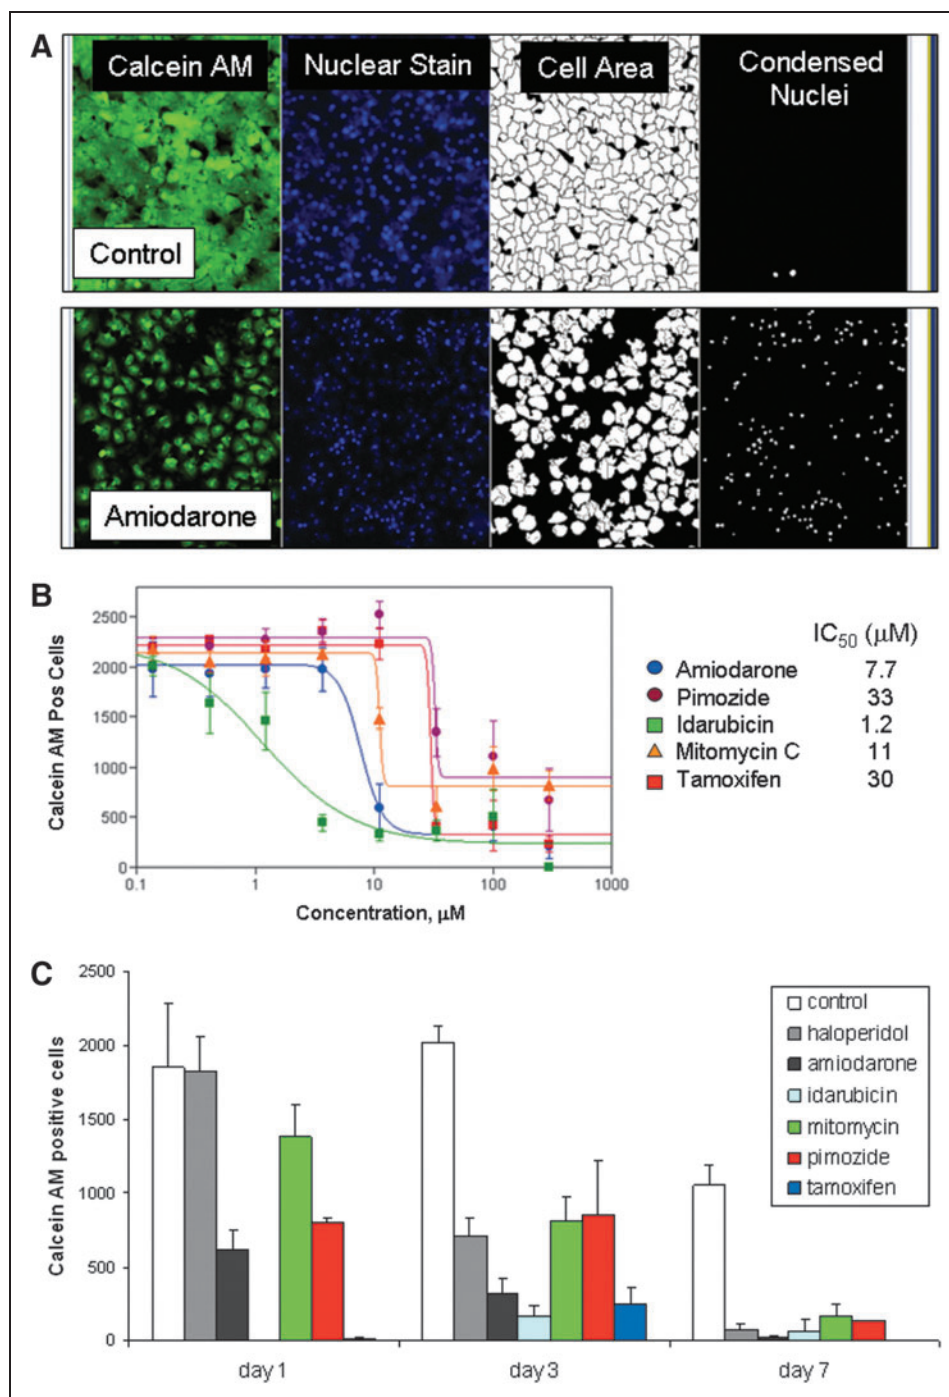 A
Calcein AM
Nuclear Stain
Cell Area
Condensed
Nuclei
Control
Amiodarone
B
Calcein AM Pos Cells
2500
2000
1500
1000
500
0
0.1 1 10 100 1000
Concentration, μM
IC50 (μM)
Amiodarone 7.7
Pimozide 33
Idarubicin 1.2
Mitomycin C 11
Tamoxifen 30
C
Calcein AM positive cells
2500
2000
1500
1000
500
0
day 1 day 3 day 7
control
haloperidol
amiodarone
idarubicin
mitomycin
pimozide
tamoxifen